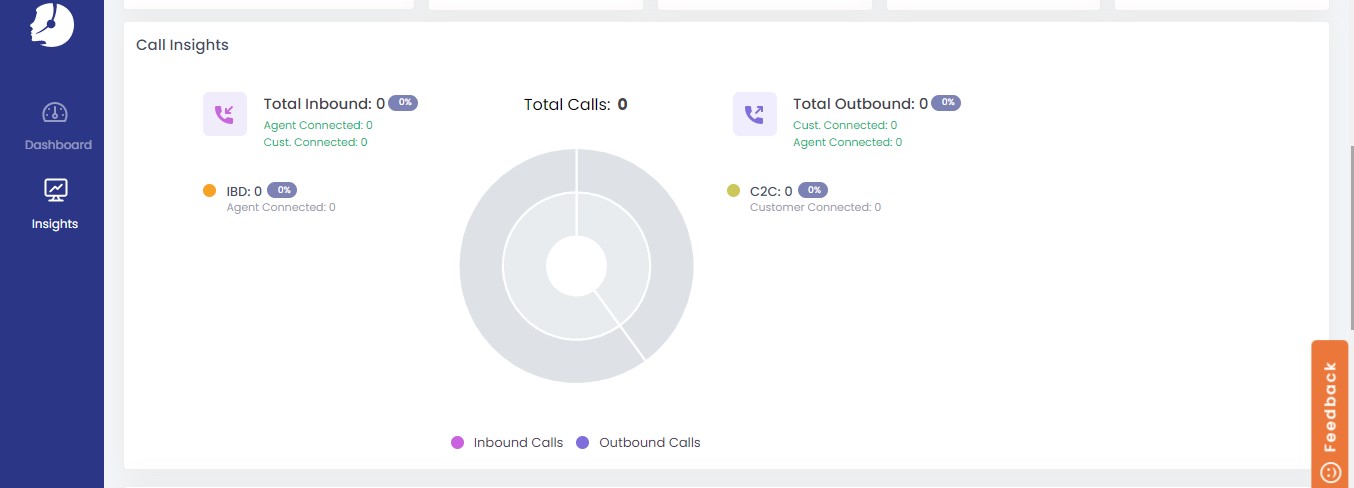 Dashboard
Insights
Call Insights
Total Inbound: 0 0%
Agent Connected: 0
Cust. Connected: 0
IBD: 0 0%
Agent Connected: 0
Total Calls: 0
Total Outbound: 0 0%
Cust. Connected: 0
Agent Connected: 0
C2C: 0 0%
Customer Connected: 0
Inbound Calls
Outbound Calls
Feedback